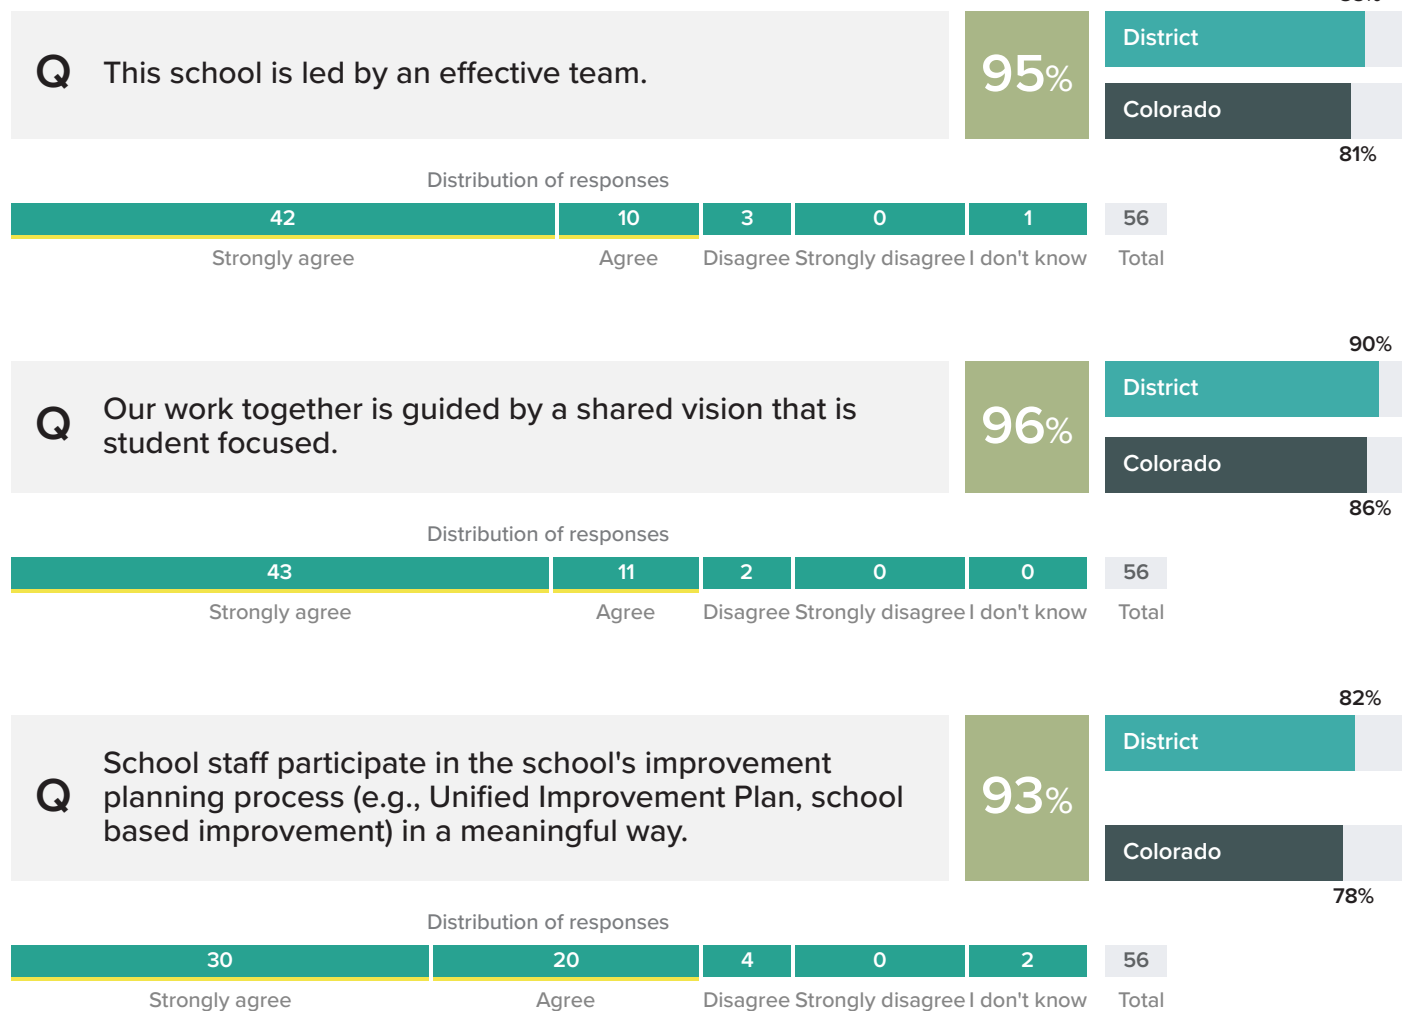 Q This school is led by an effective team.
95%
District
Colorado
81%
Distribution of responses
42 10 3 0 1 56
Strongly agree Agree Disagree Strongly disagree I don't know Total
90%
Q Our work together is guided by a shared vision that is
student focused.
96%
District
Colorado
86%
Distribution of responses
43 11 2 0 0 56
Strongly agree Agree Disagree Strongly disagree I don't know Total
82%
Q School staff participate in the school's improvement
planning process (e.g., Unified Improvement Plan, school
based improvement) in a meaningful way.
93%
District
Colorado
78%
Distribution of responses
30 20 4 0 2 56
Strongly agree Agree Disagree Strongly disagree I don't know Total